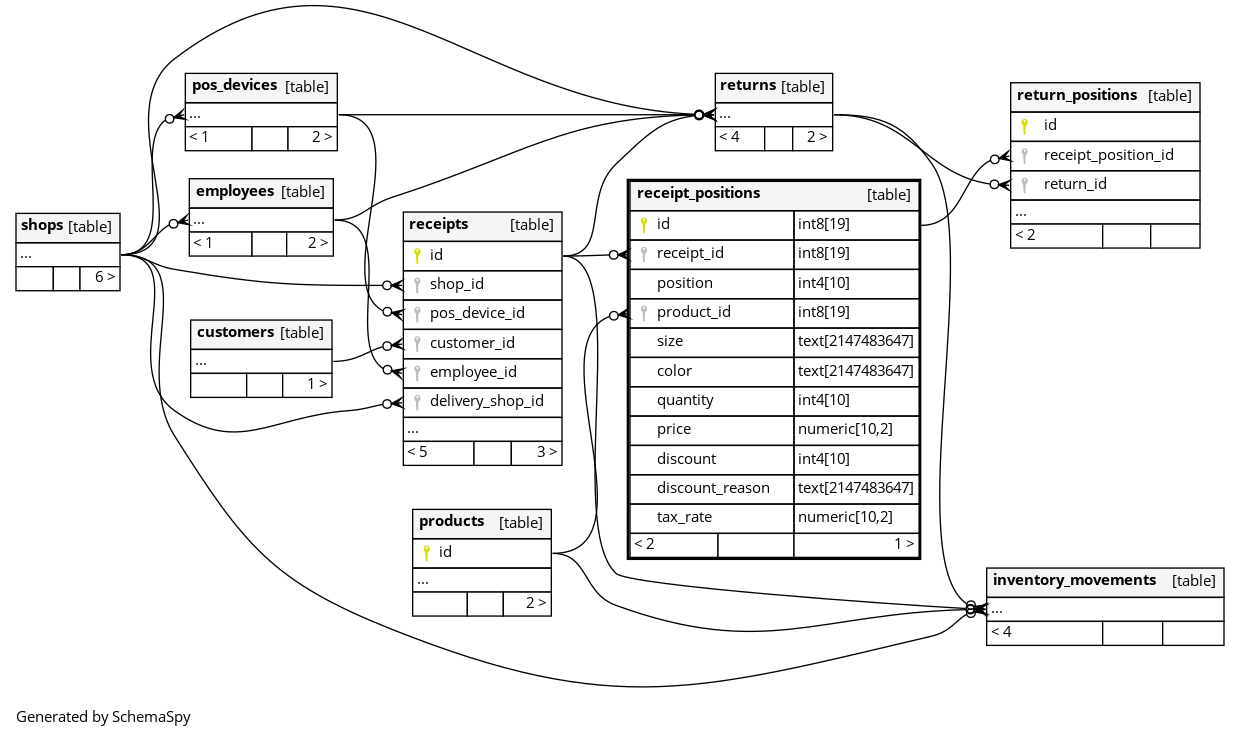 pos_devices [table]
...
< 1 2 >
employees [table]
...
< 1 2 >
shops [table]
...
6 >
customers [table]
...
1 >
receipts [table]
id
shop_id
pos_device_id
customer_id
employee_id
delivery_shop_id
...
< 5 3 >
products [table]
id
...
2 >
returns [table]
...
< 4 2 >
receipt_positions [table]
id int8[19]
receipt_id int8[19]
position int4[10]
product_id int8[19]
size text[2147483647]
color text[2147483647]
quantity int4[10]
price numeric[10,2]
discount int4[10]
discount_reason text[2147483647]
tax_rate numeric[10,2]
< 2 1 >
return_positions [table]
id
receipt_position_id
return_id
...
< 2
inventory_movements [table]
...
< 4
Generated by SchemaSpy